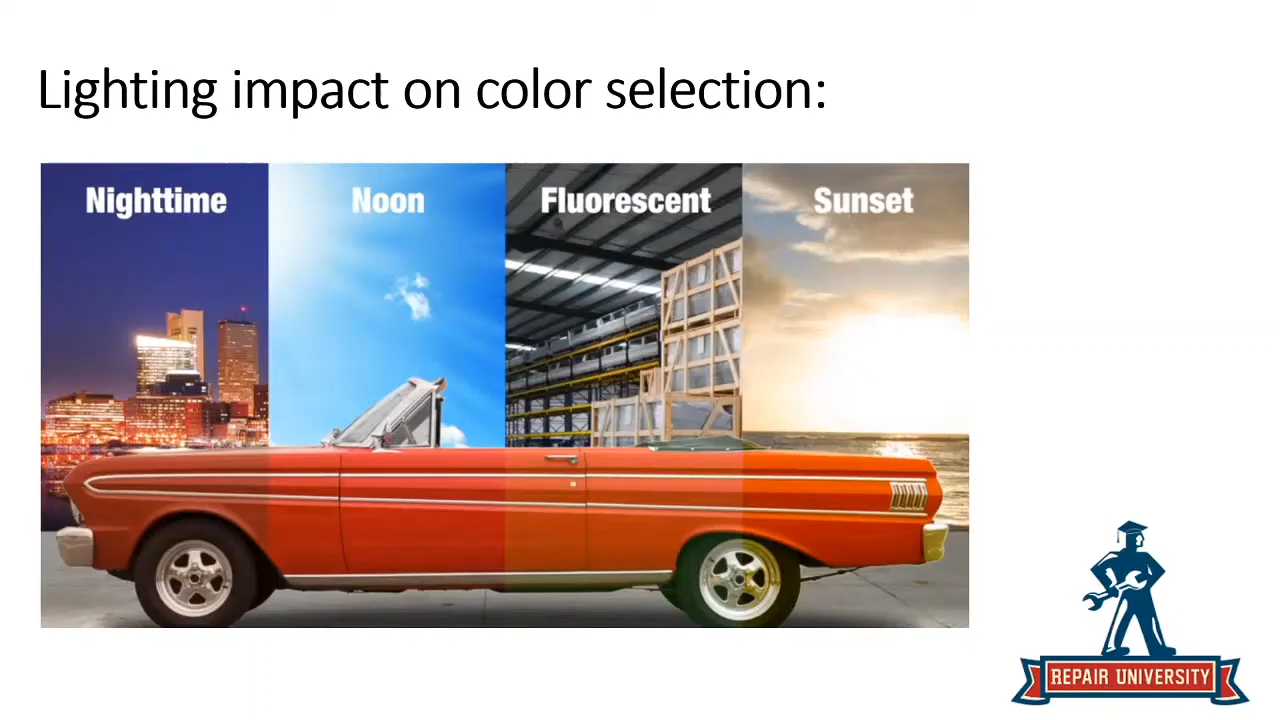 Lighting impact on color selection:
Nighttime
Noon
Fluorescent
Sunset
REPAIR UNIVERSITY